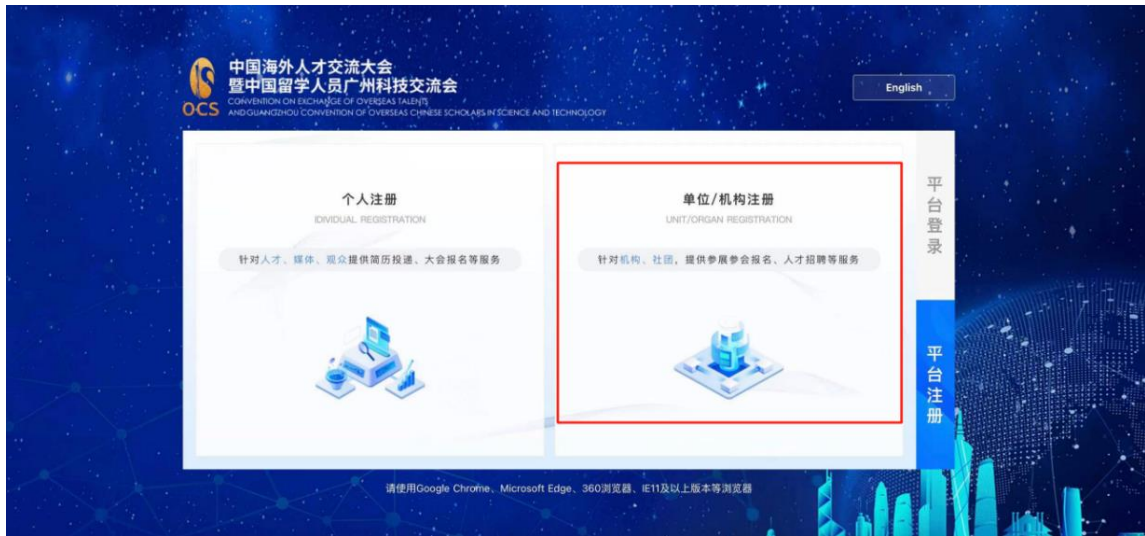 中国海外人才交流大会
暨中国留学人员广州科技交流会
OCS
CONVENTION ON EXCHANGE OF OVERSEAS TALENTS
AND GUANGZHOU CONVENTION OF OVERSEAS CHINESE SCHOLARS IN SCIENCE AND TECHNOLOGY
English
个人注册
IDIVIDUAL REGISTRATION
针对人才、媒体、观众提供简历投递、大会报名等服务
单位/机构注册
UNIT/ORGAN REGISTRATION
针对机构、社团，提供参展参会报名、人才招聘等服务
平台登录
平台注册
请使用Google Chrome、Microsoft Edge、360浏览器、IE11及以上版本等浏览器